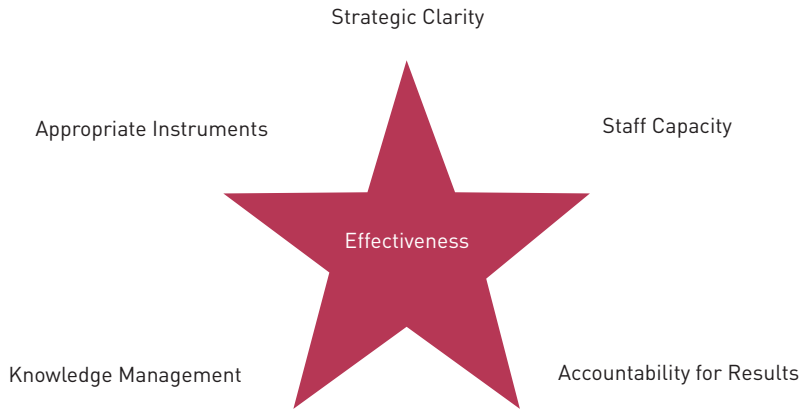 Strategic Clarity
Appropriate Instruments
Staff Capacity
Effectiveness
Knowledge Management
Accountability for Results